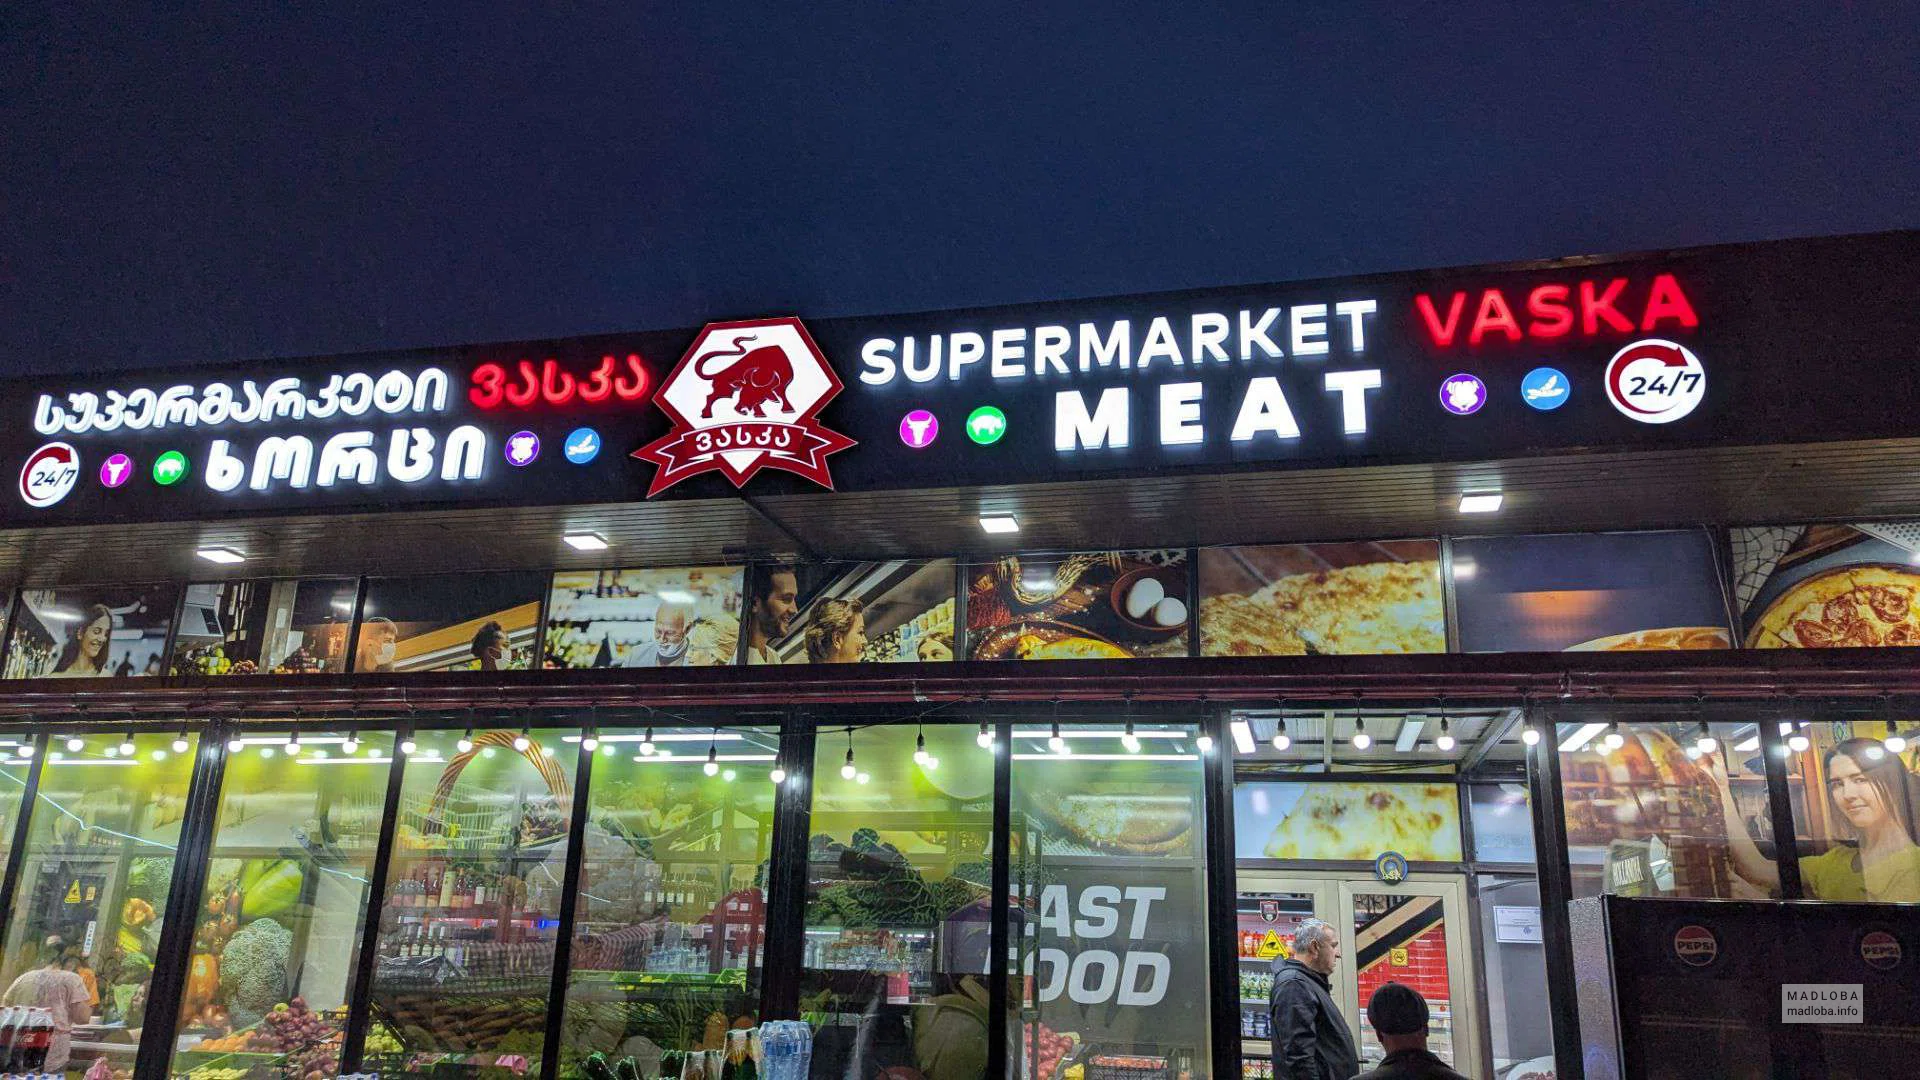 სუპერმარკეტი ვასკა
24/7 ხორცი
ვასკა
SUPERMARKET VASKA
MEAT 24/7
FAST
FOOD
PEPSI
PEPSI
MADLOBA
madloba.info